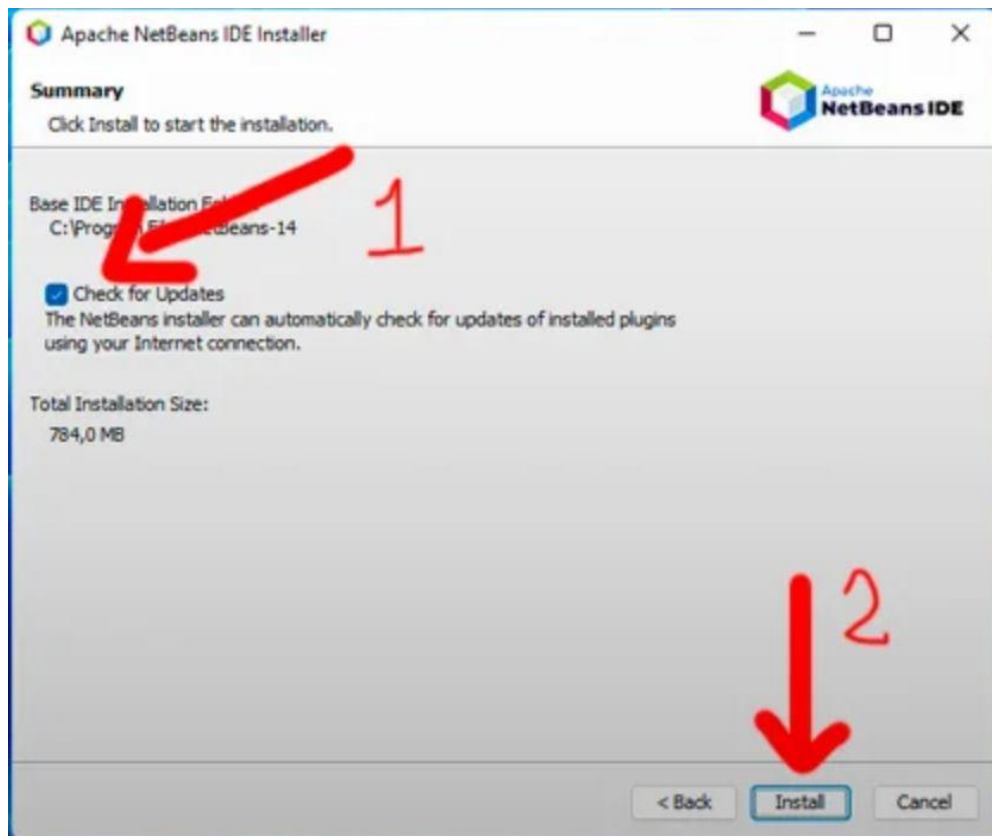 Apache NetBeans IDE Installer
Summary
Apache
NetBeans IDE
Click Install to start the installation.
Base IDE
C:\Prog Beans-14
1
Check for Updates
The NetBeans installer can automatically check for updates of installed plugins
using your Internet connection.
Total Installation Size:
784,0 MB
2
< Back Install Cancel